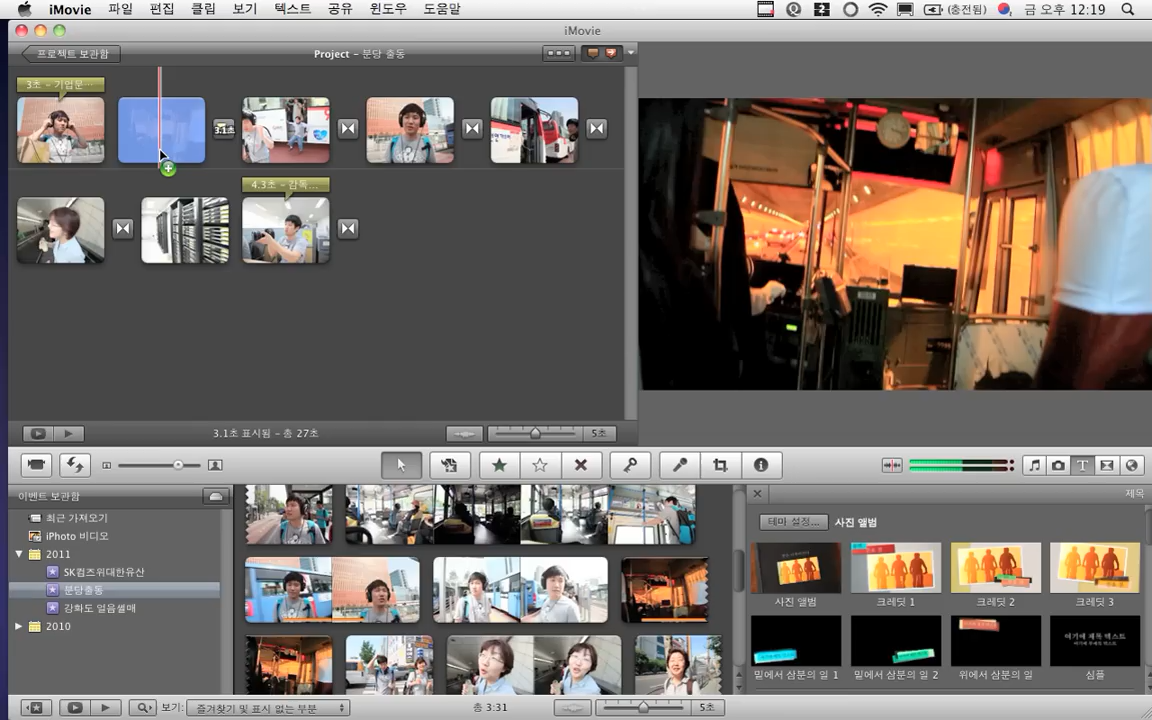 iMovie 파일 편집 클립 보기 텍스트 공유 윈도우 도움말 (충전됨) 금 오후 12:19
iMovie
프로젝트 보관함 Project - 분당 출동
3초 - 기업문…
3.1초
4.3초 - 감독…
3.1초 표시됨 - 총 27초 5초
이벤트 보관함 제목
최근 가져오기
iPhoto 비디오
2011
SK컴즈위대한유산
분당출동
강화도 얼음썰매
2010
테마 설정... 사진 앨범
사진 앨범 크레딧 1 크레딧 2 크레딧 3
여기에 제목 텍스트
밑에서 삼분의 일 1 밑에서 삼분의 일 2 위에서 삼분의 일 심플
보기: 즐겨찾기 및 표시 없는 부분 총 3:31 5초